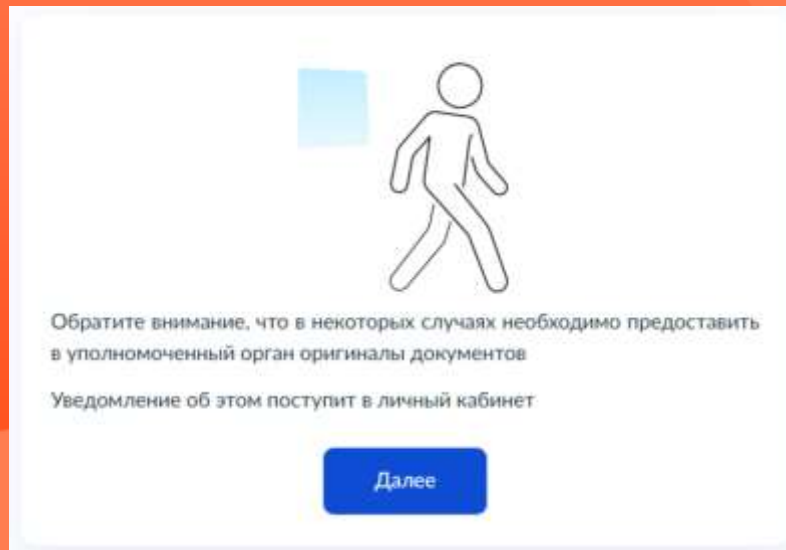 Обратите внимание, что в некоторых случаях необходимо предоставить
в уполномоченный орган оригиналы документов
Уведомление об этом поступит в личный кабинет
Далее